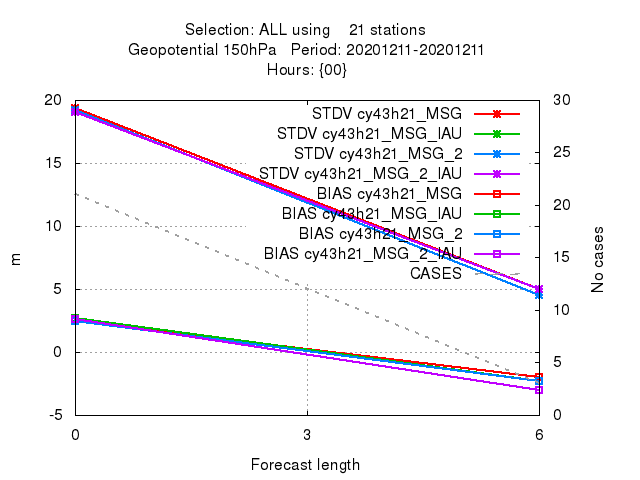 Selection: ALL using    21 stations
Geopotential 150hPa   Period: 20201211-20201211
Hours: {00}
20
15
10
5
0
-5
m
30
25
20
15
10
5
0
No cases
STDV cy43h21_MSG
STDV cy43h21_MSG_IAU
STDV cy43h21_MSG_2
STDV cy43h21_MSG_2_IAU
BIAS cy43h21_MSG
BIAS cy43h21_MSG_IAU
BIAS cy43h21_MSG_2
BIAS cy43h21_MSG_2_IAU
CASES
0 3 6
Forecast length